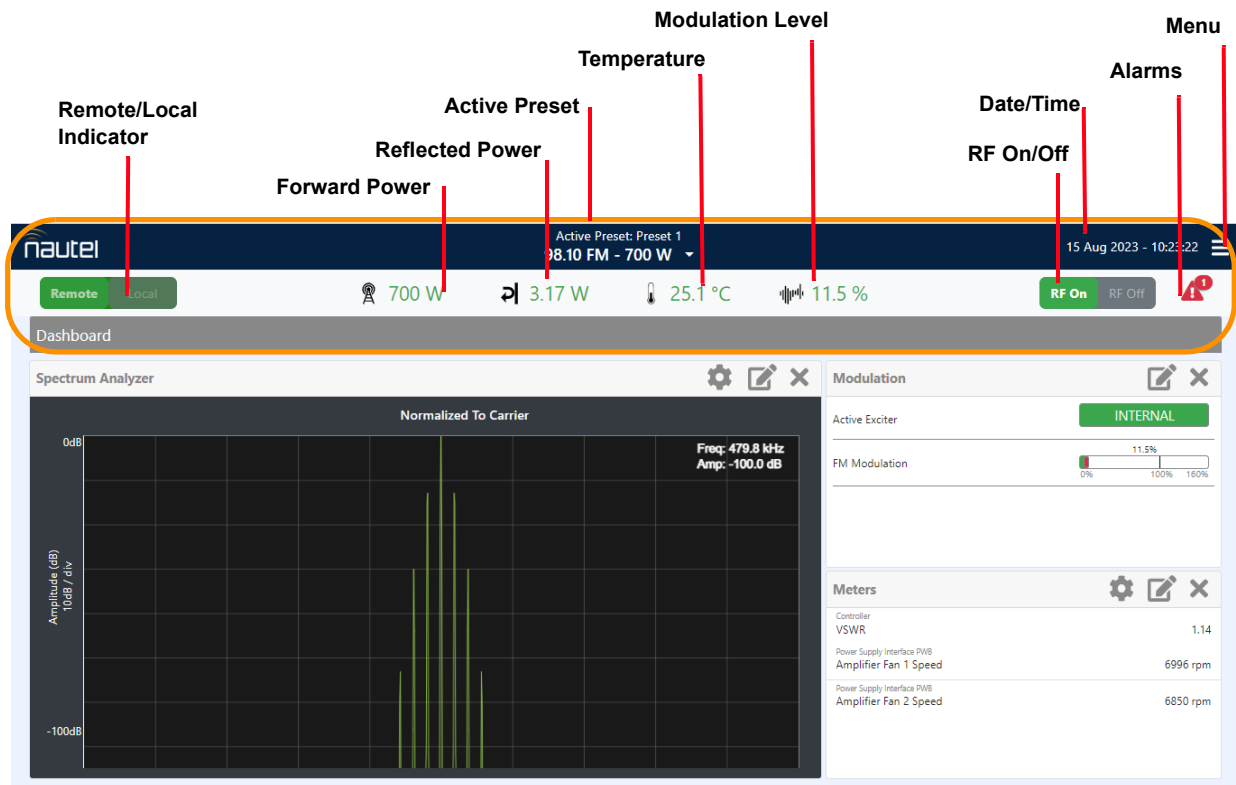 Modulation Level
Menu
Temperature
Alarms
Remote/Local
Indicator
Active Preset
Date/Time
Reflected Power
RF On/Off
Forward Power
nautel
Active Preset: Preset 1
98.10 FM - 700 W
15 Aug 2023 - 10:23:22
Remote
Local
700 W
3.17 W
25.1 °C
11.5 %
RF On
RF Off
1
Dashboard
Spectrum Analyzer
Normalized To Carrier
0dB
Freq: 479.8 kHz
Amp: -100.0 dB
Amplitude (dB)
10dB / div
-100dB
Modulation
Active Exciter
INTERNAL
FM Modulation
11.5%
0% 100% 160%
Meters
Controller
VSWR 1.14
Power Supply Interface PWB
Amplifier Fan 1 Speed 6996 rpm
Power Supply Interface PWB
Amplifier Fan 2 Speed 6850 rpm